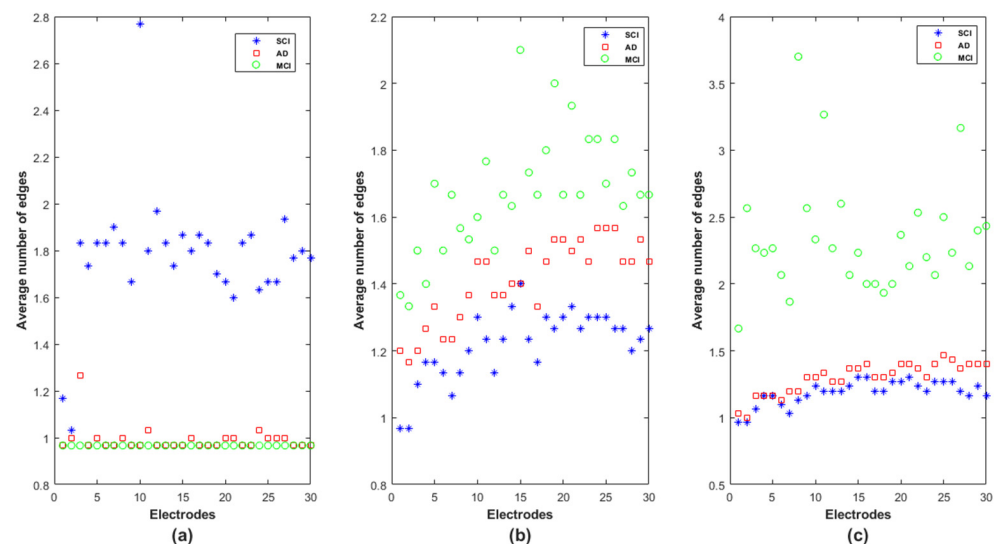 2.8
2.6
2.4
2.2
2
1.8
1.6
1.4
1.2
1
0.8
Average number of edges
0 5 10 15 20 25 30
Electrodes
SCI
AD
MCI
(a)
2.2
2
1.8
1.6
1.4
1.2
1
0.8
Average number of edges
0 5 10 15 20 25 30
Electrodes
SCI
AD
MCI
(b)
4
3.5
3
2.5
2
1.5
1
0.5
Average number of edges
0 5 10 15 20 25 30
Electrodes
SCI
AD
MCI
(c)